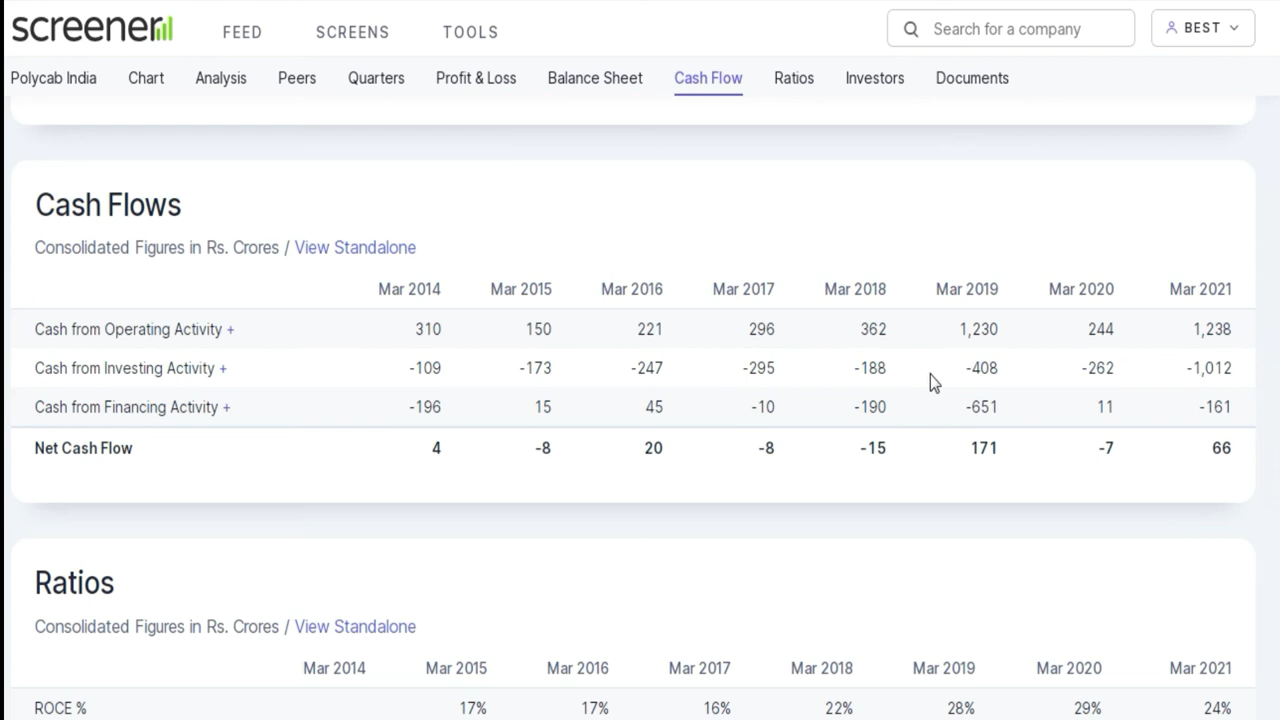 screener FEED SCREENS TOOLS Search for a company BEST
Polycab India Chart Analysis Peers Quarters Profit & Loss Balance Sheet Cash Flow Ratios Investors Documents
Cash Flows
Consolidated Figures in Rs. Crores / View Standalone
Mar 2014 Mar 2015 Mar 2016 Mar 2017 Mar 2018 Mar 2019 Mar 2020 Mar 2021
Cash from Operating Activity + 310 150 221 296 362 1,230 244 1,238
Cash from Investing Activity + -109 -173 -247 -295 -188 -408 -262 -1,012
Cash from Financing Activity + -196 15 45 -10 -190 -651 11 -161
Net Cash Flow 4 -8 20 -8 -15 171 -7 66
Ratios
Consolidated Figures in Rs. Crores / View Standalone
Mar 2014 Mar 2015 Mar 2016 Mar 2017 Mar 2018 Mar 2019 Mar 2020 Mar 2021
ROCE % 17% 17% 16% 22% 28% 29% 24%